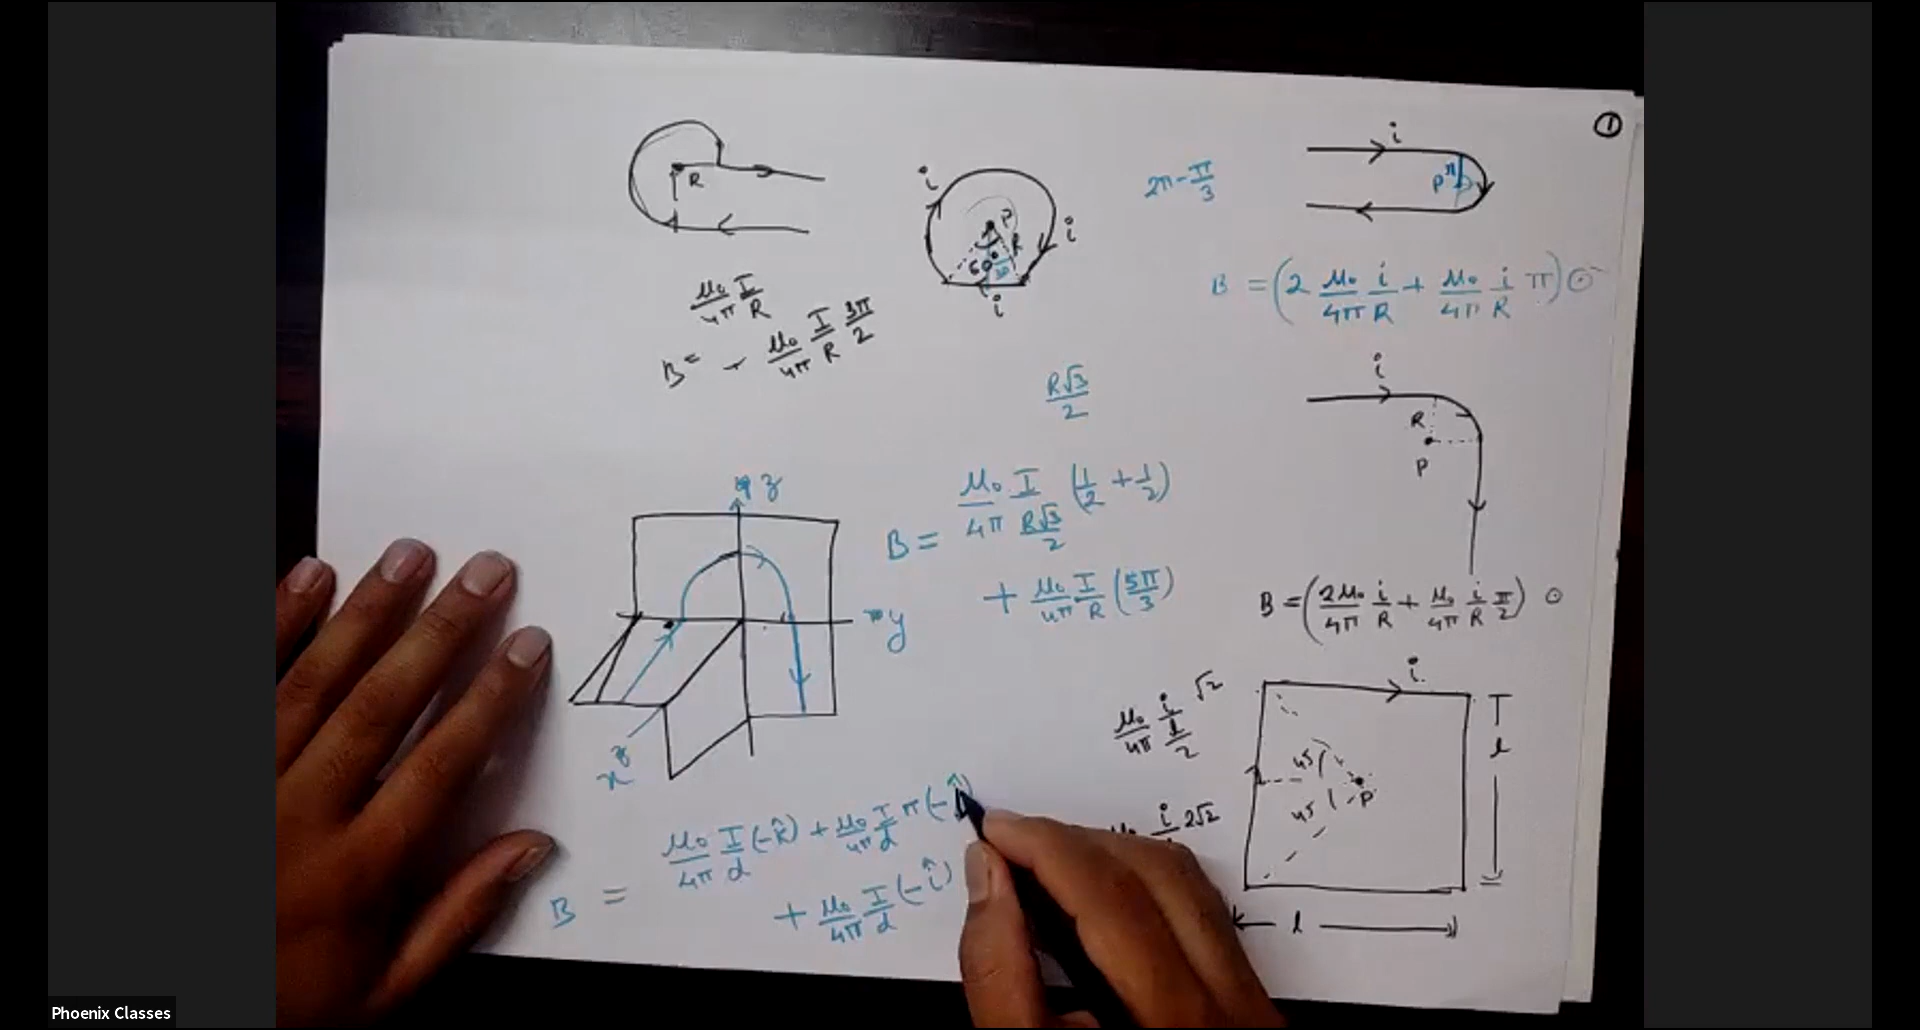 ①
i
R
i
P
R
60°
30
i
i
2π - π/3
i
P
π
B = (2 μ₀/4π i/R + μ₀/4π i/R π) ⊙
μ₀/4π I/R
B = - μ₀/4π I/R 3π/2
R√3/2
i
R
P
z
y
x
B = μ₀/4π I/(R√3/2) (1/2 + 1/2)
+ μ₀/4π I/R (5π/3)
B = (2μ₀/4π i/R + μ₀/4π i/R π/2) ⊙
i
μ₀/4π i/(l/2) √2
l
45
45
P
i 2√2
l
B = μ₀/4π I/d (-k̂) + μ₀/4π I/d π (-î)
+ μ₀/4π I/d (-î)
Phoenix Classes